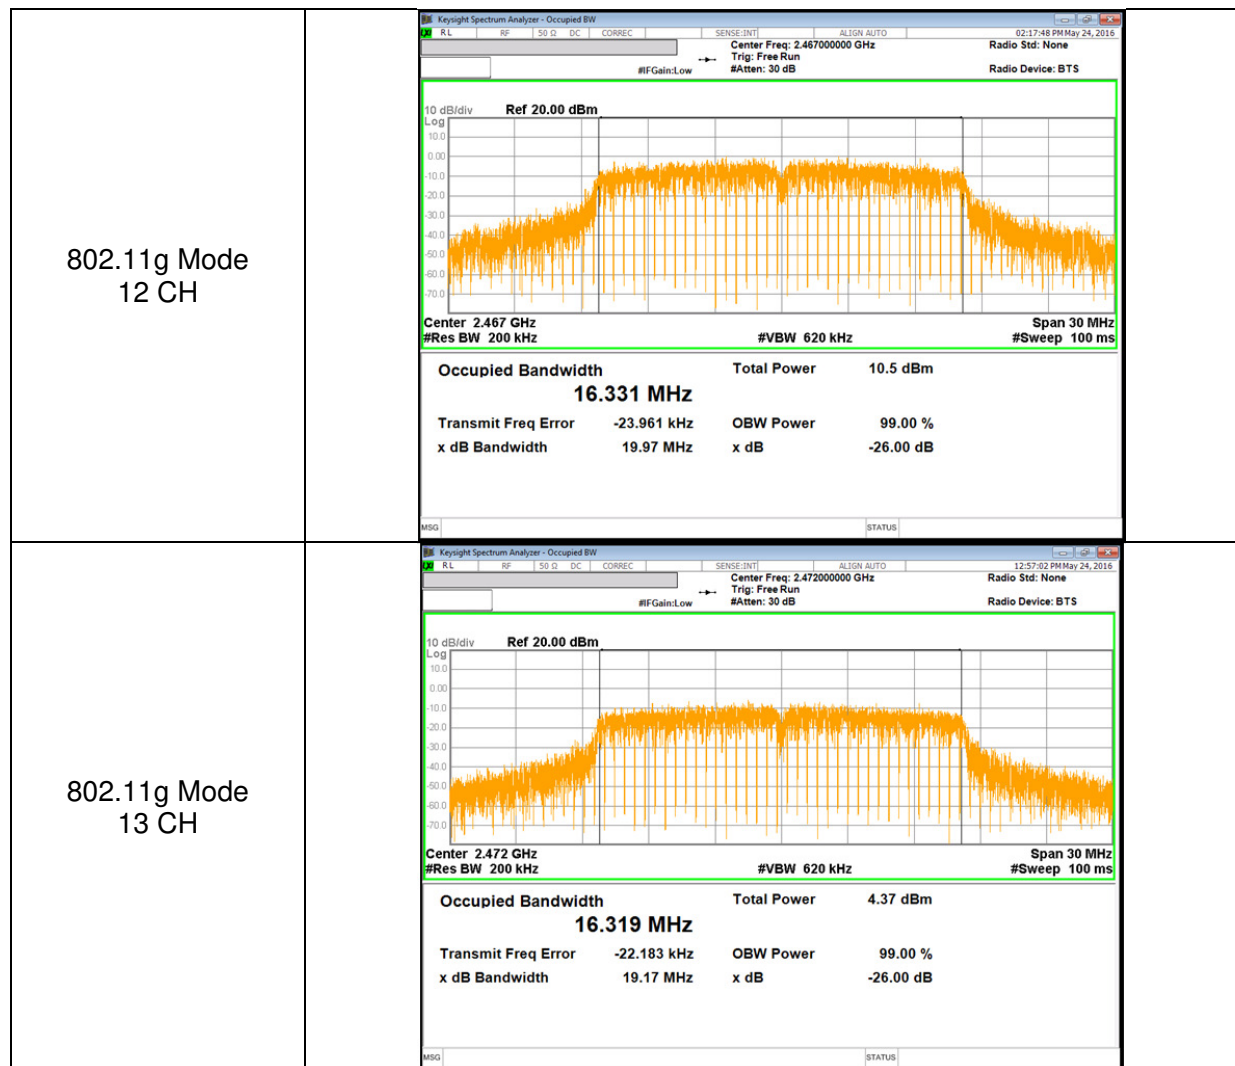 802.11g Mode
12 CH
Keysight Spectrum Analyzer - Occupied BW
LXI RL RF 50 Ω DC CORREC SENSE:INT ALIGN AUTO 02:17:48 PM May 24, 2016
Center Freq: 2.467000000 GHz Radio Std: None
Trig: Free Run
#IFGain:Low #Atten: 30 dB Radio Device: BTS
10 dB/div Ref 20.00 dBm
Log
10.0
0.00
-10.0
-20.0
-30.0
-40.0
-50.0
-60.0
-70.0
Center 2.467 GHz Span 30 MHz
#Res BW 200 kHz #VBW 620 kHz #Sweep 100 ms
Occupied Bandwidth Total Power 10.5 dBm
16.331 MHz
Transmit Freq Error -23.961 kHz OBW Power 99.00 %
x dB Bandwidth 19.97 MHz x dB -26.00 dB
MSG STATUS
802.11g Mode
13 CH
Keysight Spectrum Analyzer - Occupied BW
LXI RL RF 50 Ω DC CORREC SENSE:INT ALIGN AUTO 12:57:02 PM May 24, 2016
Center Freq: 2.472000000 GHz Radio Std: None
Trig: Free Run
#IFGain:Low #Atten: 30 dB Radio Device: BTS
10 dB/div Ref 20.00 dBm
Log
10.0
0.00
-10.0
-20.0
-30.0
-40.0
-50.0
-60.0
-70.0
Center 2.472 GHz Span 30 MHz
#Res BW 200 kHz #VBW 620 kHz #Sweep 100 ms
Occupied Bandwidth Total Power 4.37 dBm
16.319 MHz
Transmit Freq Error -22.183 kHz OBW Power 99.00 %
x dB Bandwidth 19.17 MHz x dB -26.00 dB
MSG STATUS